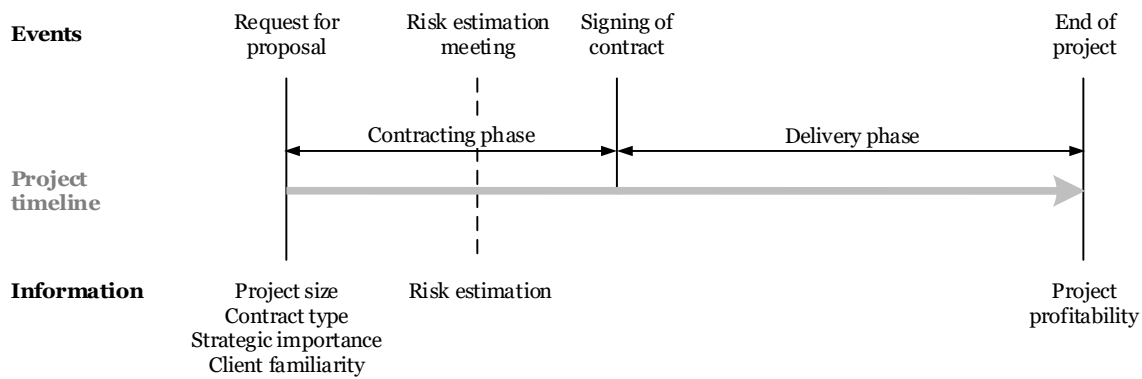 Events
Request for
proposal
Risk estimation
meeting
Signing of
contract
End of
project
Contracting phase
Delivery phase
Project
timeline
Information
Project size
Contract type
Strategic importance
Client familiarity
Risk estimation
Project
profitability